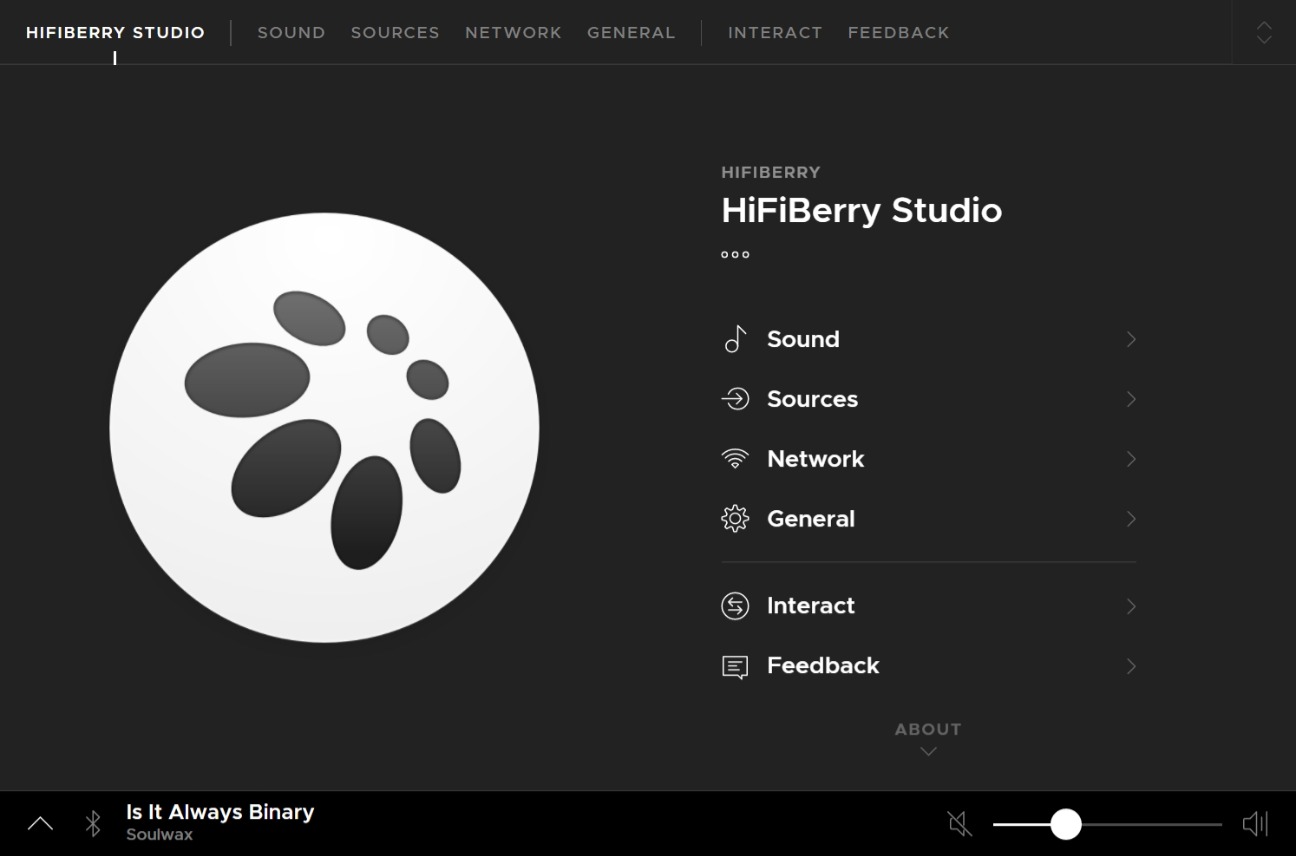 HIFIBERRY STUDIO
SOUND
SOURCES
NETWORK
GENERAL
INTERACT
FEEDBACK
HIFIBERRY
HiFiBerry Studio
Sound
Sources
Network
General
Interact
Feedback
ABOUT
Is It Always Binary
Soulwax